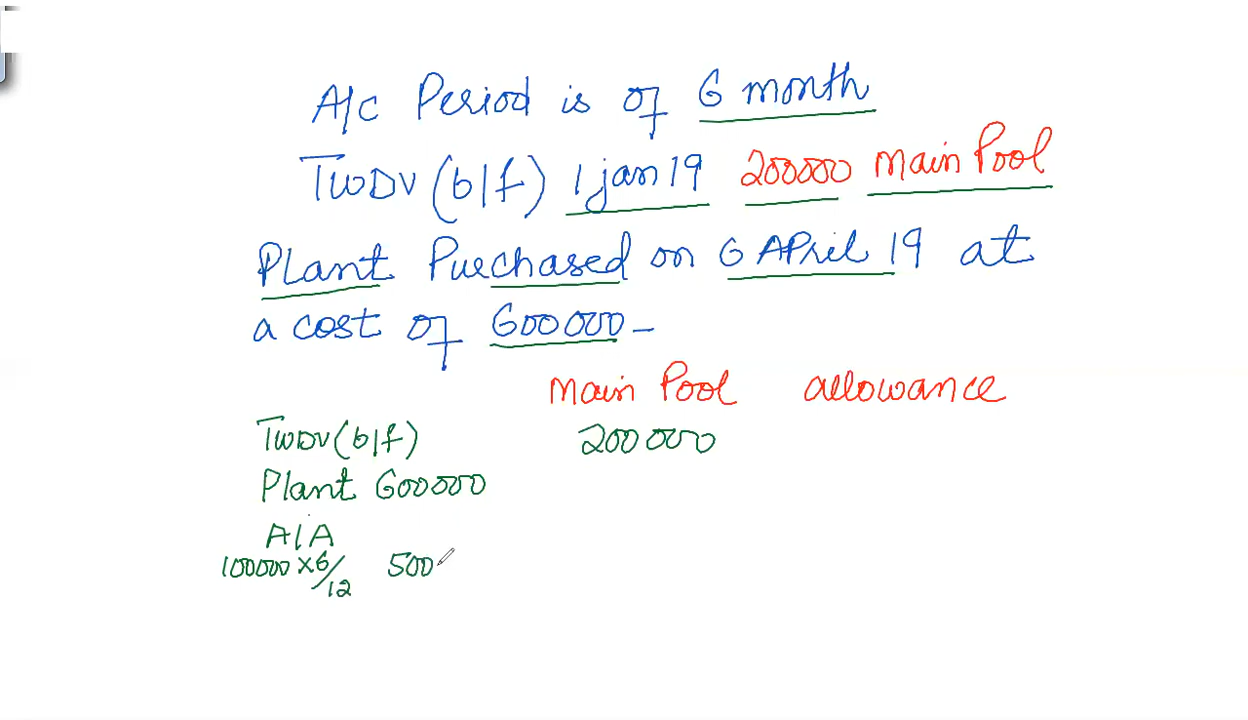 A/c Period is of 6 month
TWDV (b/f) 1 jan 19 200000 Main Pool
Plant Purchased on 6 April 19 at
a cost of 600000 -
Main Pool allowance
TWDV (b/f) 200000
Plant 600000
AIA
100000 × 6/12 500